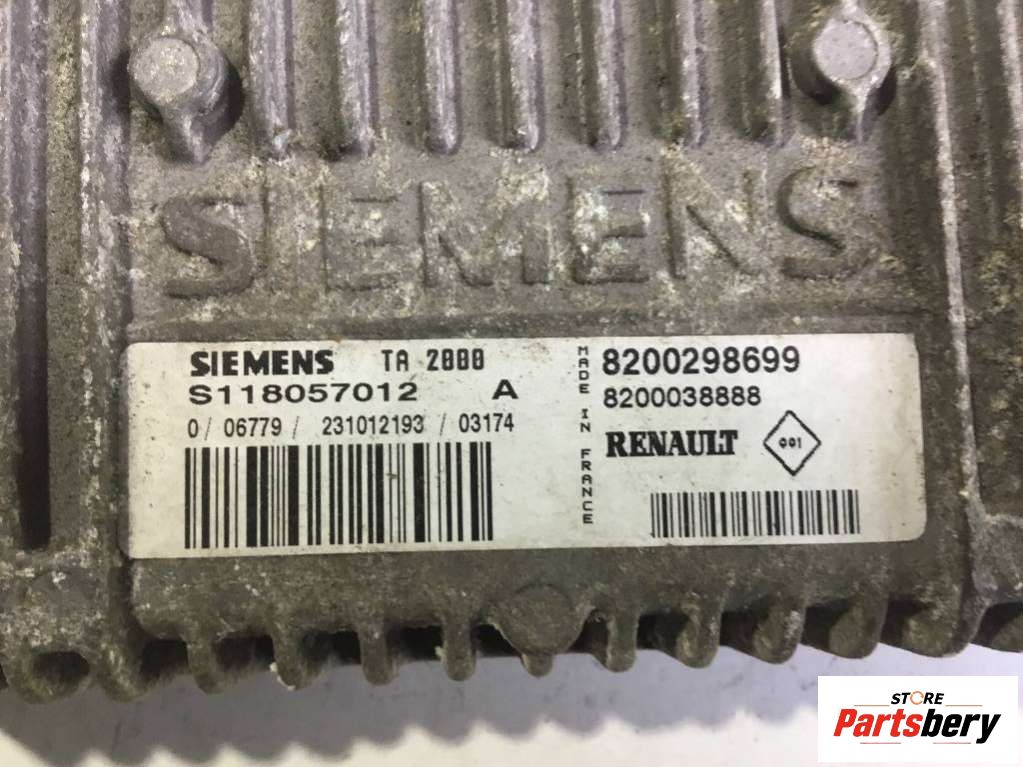 SIEMENS
SIEMENS TA 2000
S118057012 A
0/ 06779 / 231012193 / 03174
MADE IN FRANCE
8200298699
8200038888
RENAULT 001
STORE
Partsbery